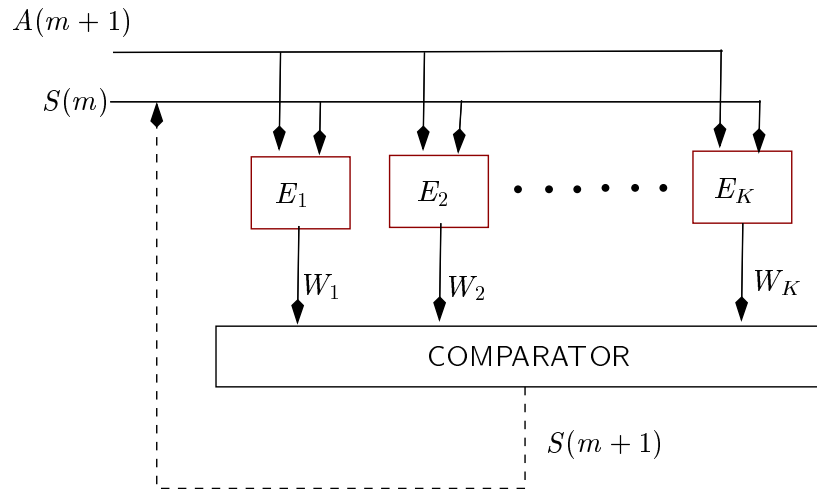 A(m + 1)
S(m)
E_1
E_2
E_K
W_1
W_2
W_K
COMPARATOR
S(m + 1)